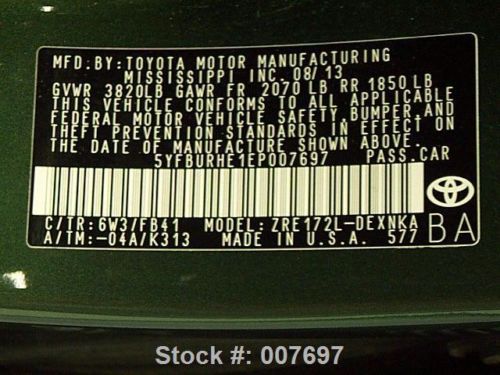 MFD. BY: TOYOTA MOTOR MANUFACTURING
MISSISSIPPI INC. 08/13
GVWR 3820LB GAWR FR 2070 LB RR 1850 LB
THIS VEHICLE CONFORMS TO ALL APPLICABLE
FEDERAL MOTOR VEHICLE SAFETY, BUMPER, AND
THEFT PREVENTION STANDARDS IN EFFECT ON
THE DATE OF MANUFACTURE SHOWN ABOVE.
5YFBURHE1EP007697 PASS. CAR
C/TR: 6W3/FB41 MODEL: ZRE172L-DEXNKA
A/TM: -04A/K313 MADE IN U.S.A. 577 BA
Stock #: 007697